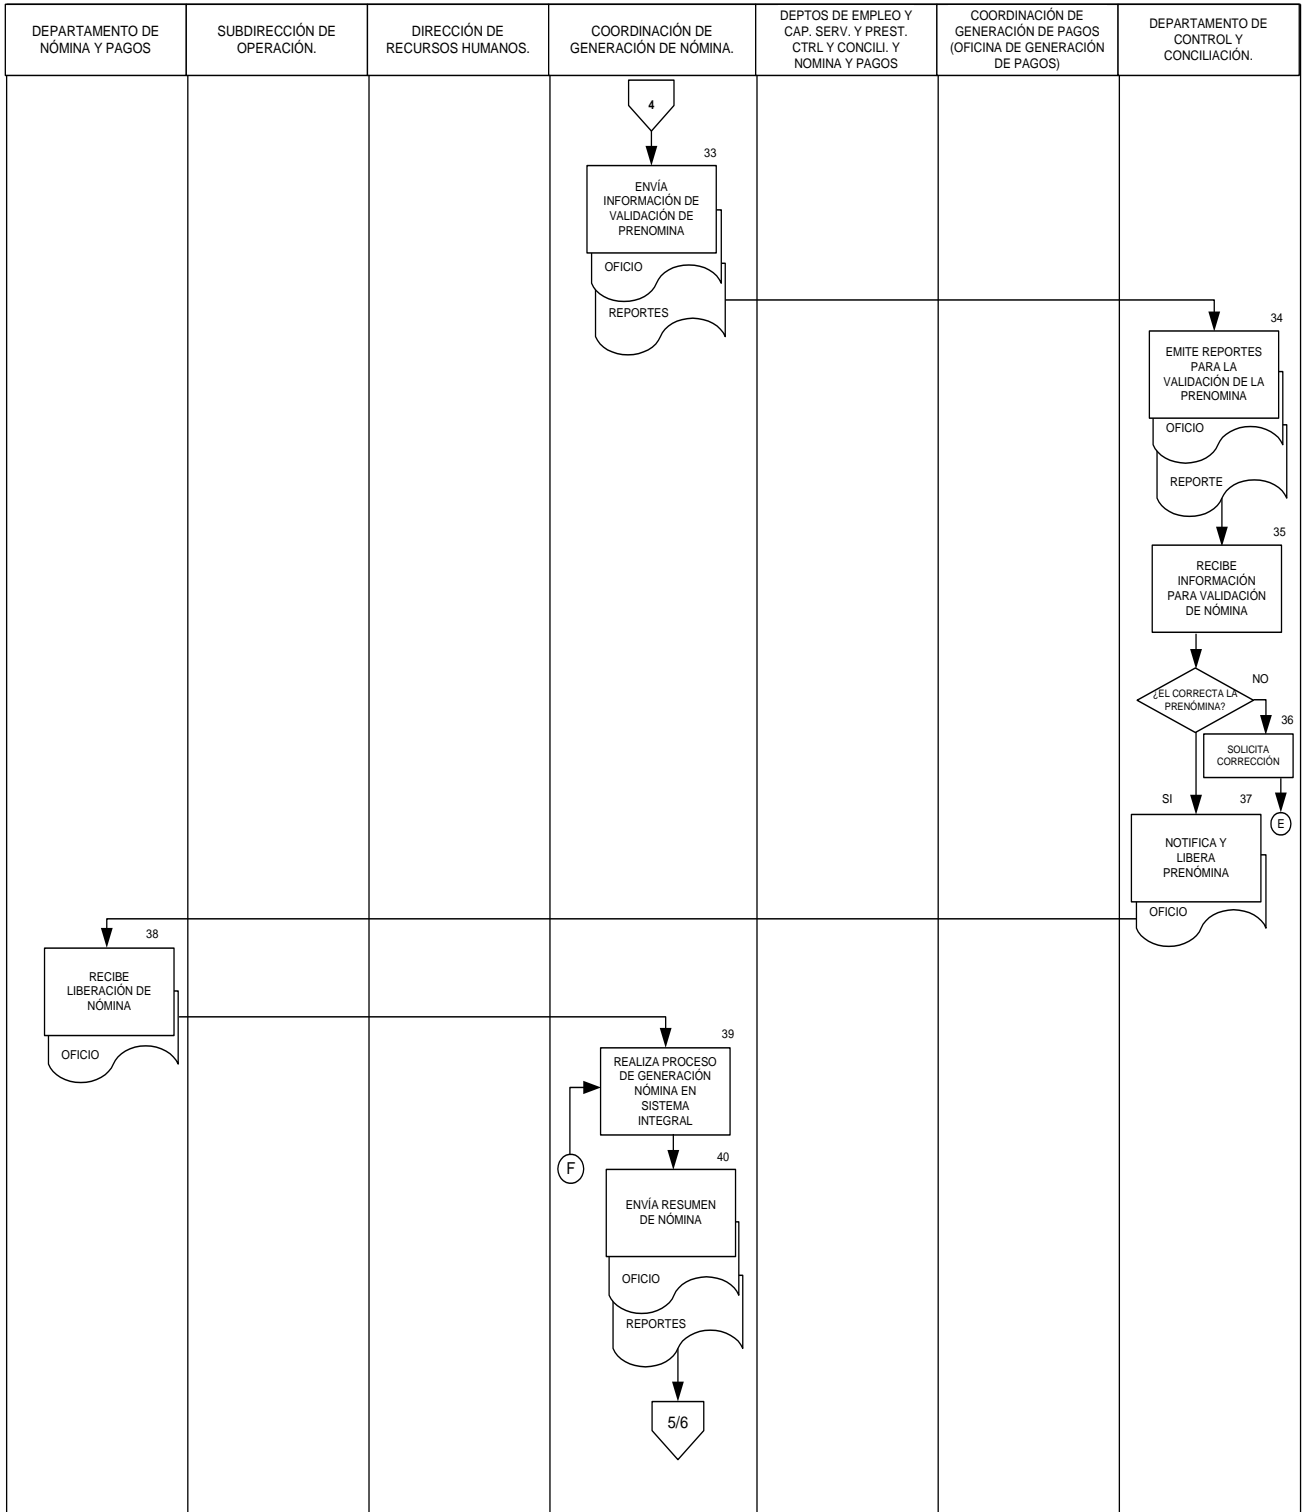 DEPARTAMENTO DE
NÓMINA Y PAGOS
SUBDIRECCIÓN DE
OPERACIÓN.
DIRECCIÓN DE
RECURSOS HUMANOS.
COORDINACIÓN DE
GENERACIÓN DE NÓMINA.
DEPTOS DE EMPLEO Y
CAP. SERV. Y PREST.
CTRL Y CONCILI. Y
NOMINA Y PAGOS
COORDINACIÓN DE
GENERACIÓN DE PAGOS
(OFICINA DE GENERACIÓN
DE PAGOS)
DEPARTAMENTO DE
CONTROL Y
CONCILIACIÓN.
4
33
ENVÍA
INFORMACIÓN DE
VALIDACIÓN DE
PRENOMINA
OFICIO
REPORTES
34
EMITE REPORTES
PARA LA
VALIDACIÓN DE LA
PRENOMINA
OFICIO
REPORTE
35
RECIBE
INFORMACIÓN
PARA VALIDACIÓN
DE NÓMINA
¿EL CORRECTA LA
PRENÓMINA?
NO
36
SOLICITA
CORRECCIÓN
E
SI
37
NOTIFICA Y
LIBERA
PRENÓMINA
OFICIO
38
RECIBE
LIBERACIÓN DE
NÓMINA
OFICIO
39
REALIZA PROCESO
DE GENERACIÓN
NÓMINA EN
SISTEMA
INTEGRAL
F
40
ENVÍA RESUMEN
DE NÓMINA
OFICIO
REPORTES
5/6